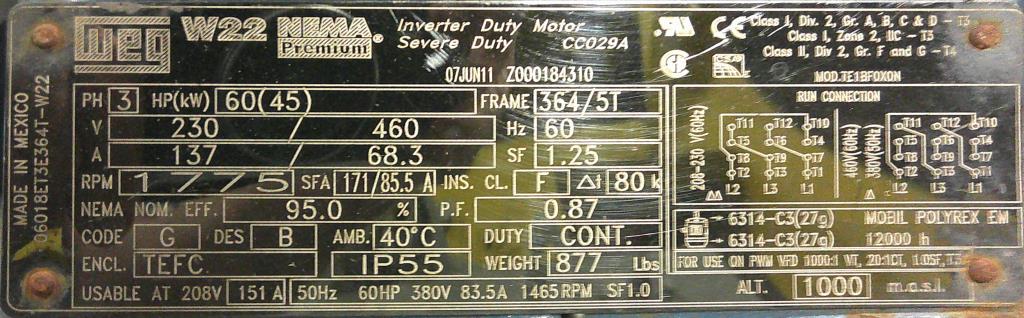 WEG W22 NEMA Premium® Inverter Duty Motor
Severe Duty CC029A
07JUN11 Z000184310
UL CE Class I, Div. 2, Gr. A, B, C & D - T3
Class I, Zone 2, IIC - T3
Class II, Div 2, Gr. F and G - T4
MOD.TE1BFOXON
MADE IN MEXICO
06018ET3E364T-W22
PH 3 HP(kW) 60(45) FRAME 364/5T
V 230 / 460 Hz 60
A 137 / 68.3 SF 1.25
RPM 1775 SFA 171/85.5 A INS. CL. F Δt 80 k
NEMA NOM. EFF. 95.0 % P.F. 0.87
CODE G DES B AMB. 40°C DUTY CONT.
ENCL. TEFC IP55 WEIGHT 877 Lbs
USABLE AT 208V 151 A 50Hz 60HP 380V 83.5A 1465RPM SF1.0
RUN CONNECTION
208-230 V(60Hz)
ΔΔ
T11 T12 T10
T5 T6 T4
T8 T9 T7
T2 T3 T1
L2 L3 L1
460V(60Hz)
380V(50Hz)
Δ
T11 T12 T10
T5 T6 T4
T8 T9 T7
T2 T3 T1
L2 L3 L1
6314-C3(27g) MOBIL POLYREX EM
6314-C3(27g) 12000 h
FOR USE ON PWM VFD 1000:1 VT, 20:1CT, 1.0SF, T3
ALT. 1000 m.a.s.l.